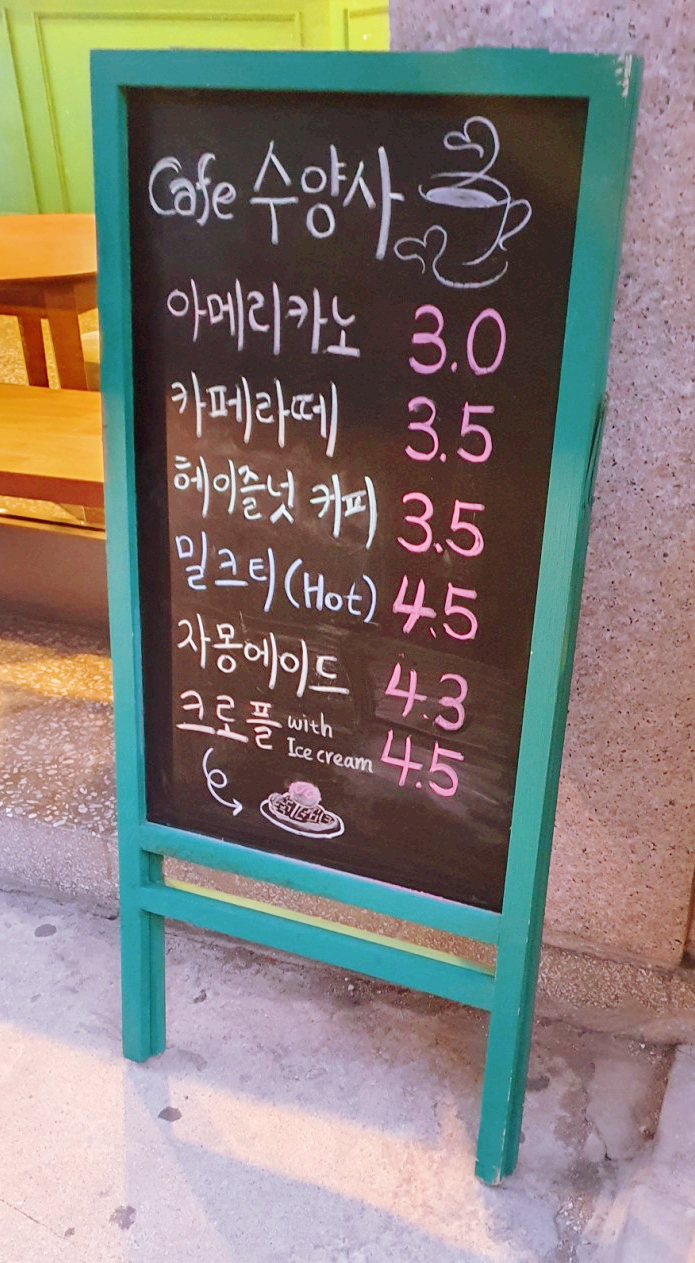 Cafe 수양사
아메리카노 3.0
카페라떼 3.5
헤이즐넛 커피 3.5
밀크티(Hot) 4.5
자몽에이드 4.3
크로플 with Ice cream 4.5